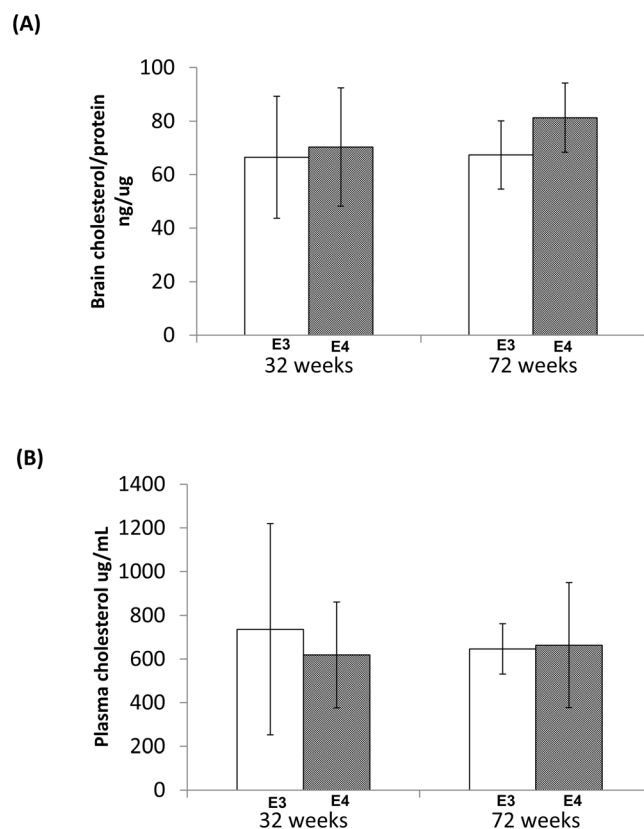 (A)
Brain cholesterol/protein
ng/ug
100
80
60
40
20
0
E3 E4 E3 E4
32 weeks 72 weeks
(B)
Plasma cholesterol ug/mL
1400
1200
1000
800
600
400
200
0
E3 E4 E3 E4
32 weeks 72 weeks